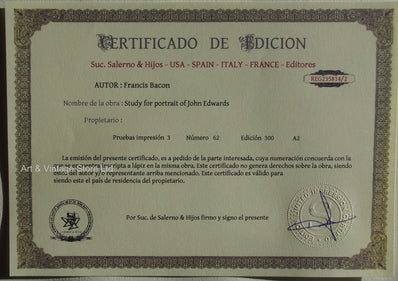 CERTIFICADO DE EDICION
Suc. Salerno & Hijos - USA - SPAIN - ITALY - FRANCE - Editores
REG295814/2
AUTOR: Francis Bacon
Nombre de la obra : Study for portrait of John Edwards
Propietario :
Pruebas impresión 3 Número 62 Edición 300 A2
La emisión del presente certificado, es a pedido de la parte interesada, cuya numeración concuerda con la
que se encuentra inscripta a lápiz en la misma obra. Este certificado no genera derechos sobre la obra, siendo
del autor y/o representante arriba mencionado. Este certificado es válido para
siendo este el país de residencia del propietario.
Art & Vintage
Por Suc. de Salerno & Hijos firmo y signo el presente